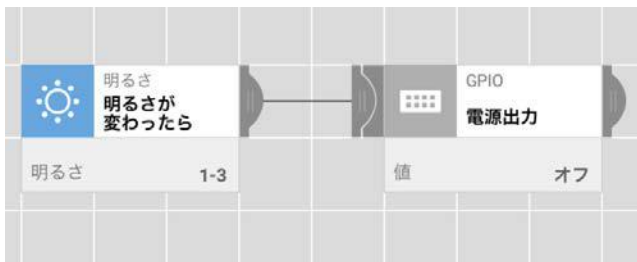 明るさ
明るさが
変わったら
明るさ 1-3
GPIO
電源出力
値 オフ